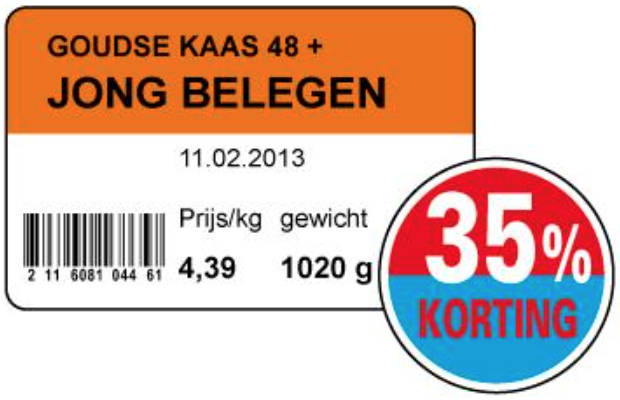 GOUDSE KAAS 48 +
JONG BELEGEN
11.02.2013
Prijs/kg gewicht
4,39 1020 g
2 11 6081 044 61
35%
KORTING